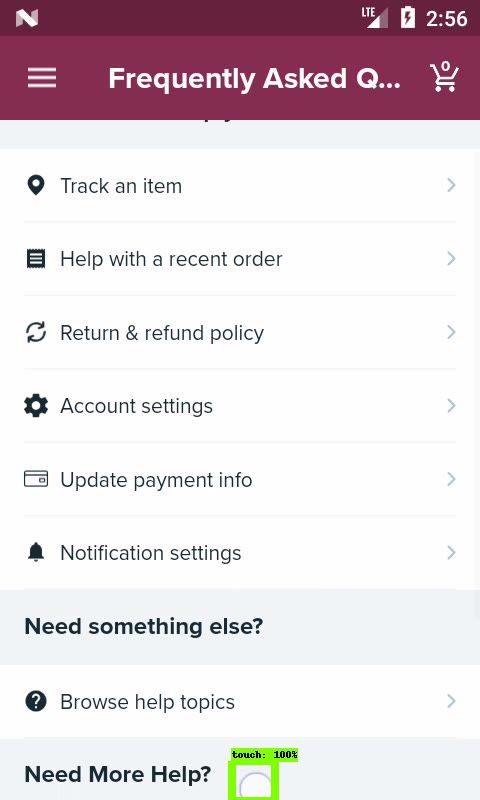 LTE 2:56
Frequently Asked Q... 0
Track an item
Help with a recent order
Return & refund policy
Account settings
Update payment info
Notification settings
Need something else?
Browse help topics
touch: 100%
Need More Help?